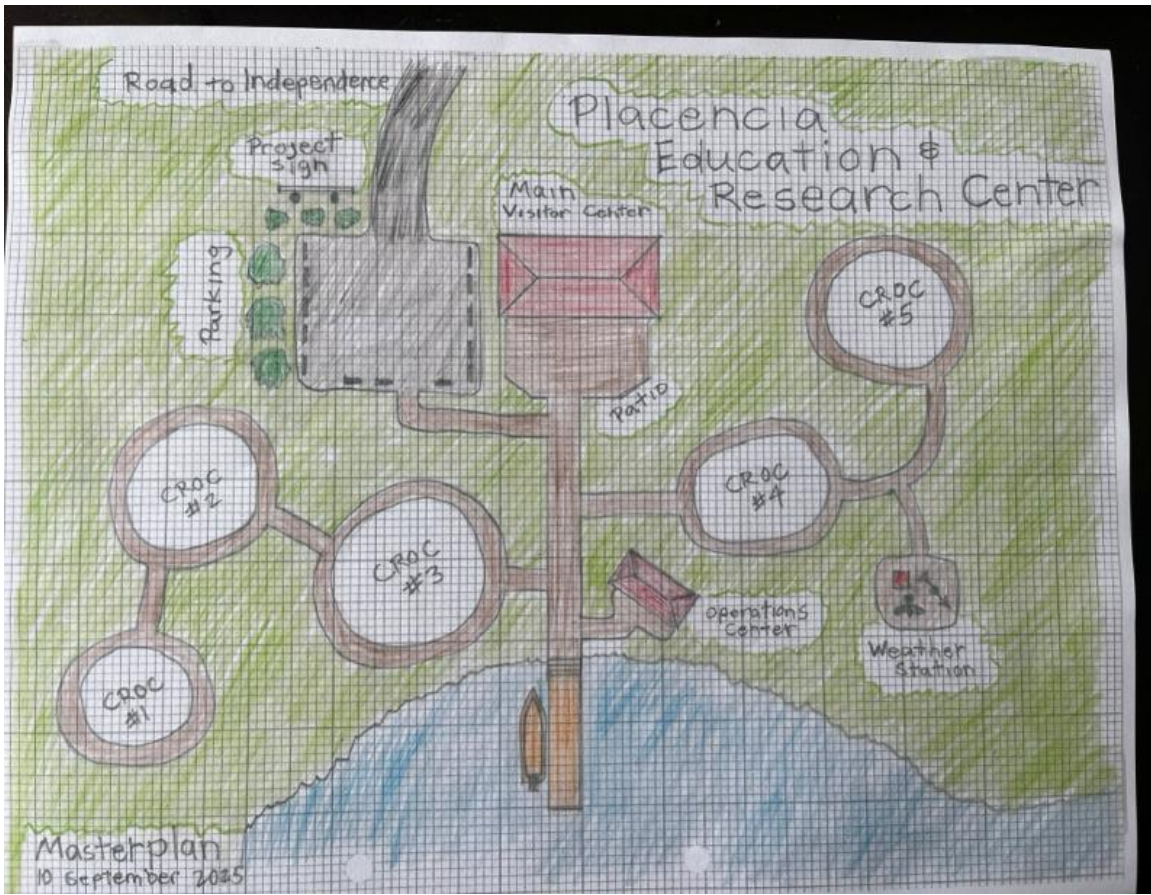 Road to Independence
Placencia
Education &
Research Center
Project
Sign
Main
Visitor Center
Parking
Patio
CROC
#5
CROC
#2
CROC
#4
CROC
#3
Operations
Center
Weather
Station
CROC
#1
Masterplan
10 September 2025